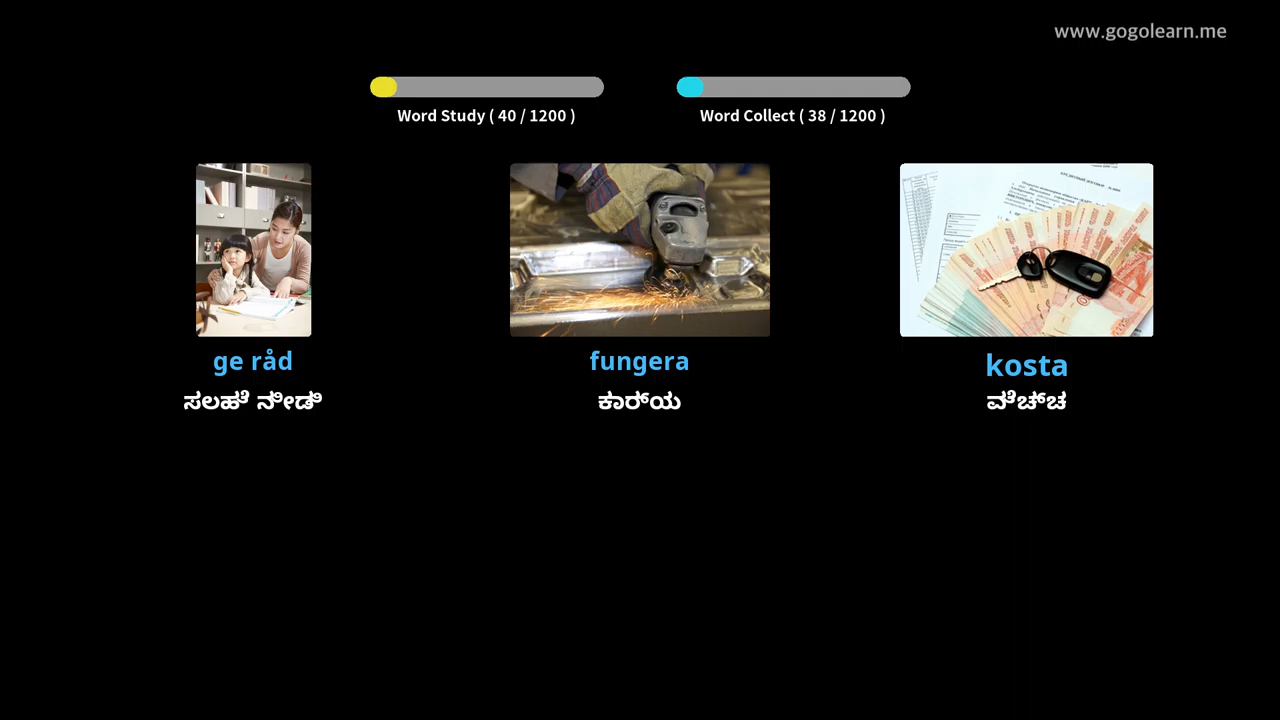 www.gogolearn.me
Word Study ( 40 / 1200 )
Word Collect ( 38 / 1200 )
ge råd
fungera
kosta
ಸಲಹೆ ನೀಡಿ
ಕಾರ್ಯ
ವೆಚ್ಚ